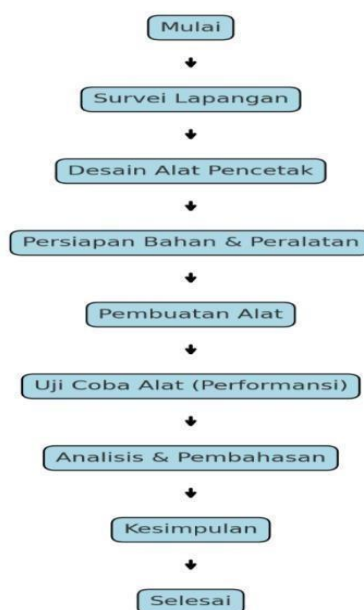 Mulai
Survei Lapangan
Desain Alat Pencetak
Persiapan Bahan & Peralatan
Pembuatan Alat
Uji Coba Alat (Performansi)
Analisis & Pembahasan
Kesimpulan
Selesai